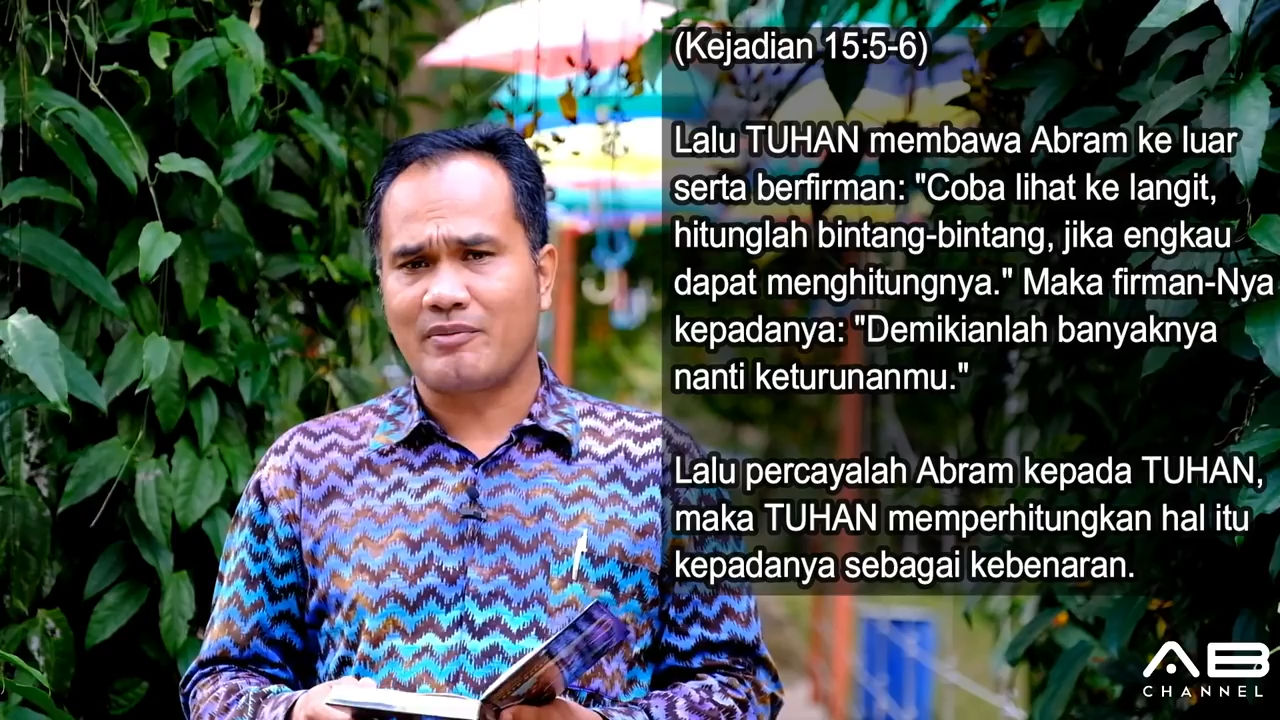 (Kejadian 15:5-6)
Lalu TUHAN membawa Abram ke luar
serta berfirman: "Coba lihat ke langit,
hitunglah bintang-bintang, jika engkau
dapat menghitungnya." Maka firman-Nya
kepadanya: "Demikianlah banyaknya
nanti keturunanmu."
Lalu percayalah Abram kepada TUHAN,
maka TUHAN memperhitungkan hal itu
kepadanya sebagai kebenaran.
AB
CHANNEL